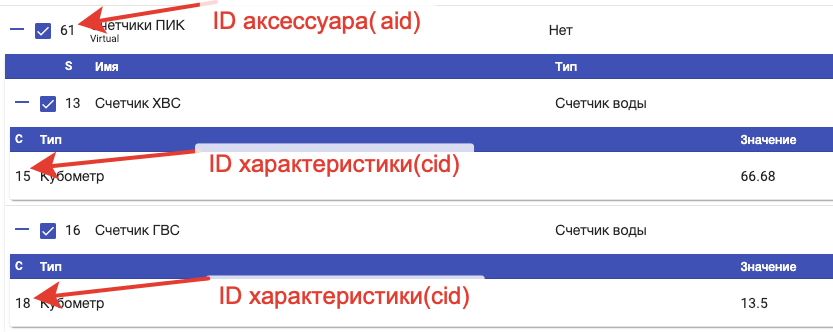 ID аксессуара( aid)
61 Счетчики ПИК Нет
Virtual
S Имя Тип
13 Счетчик ХВС Счетчик воды
C Тип Значение
ID характеристики(cid)
15 Кубометр 66.68
16 Счетчик ГВС Счетчик воды
C Тип Значение
ID характеристики(cid)
18 Кубометр 13.5